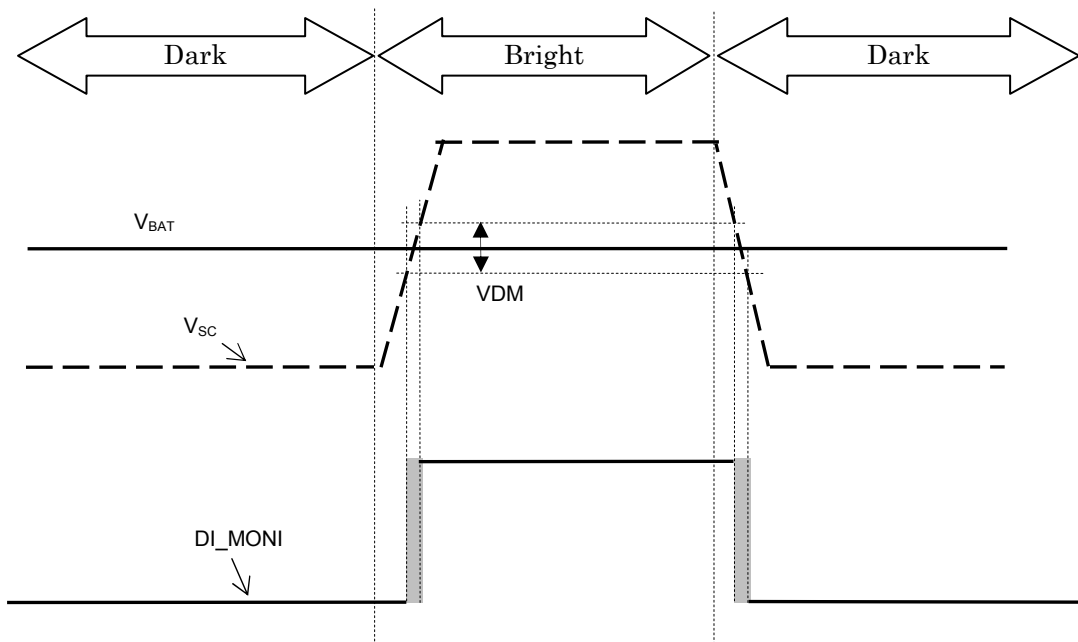 Dark
Bright
Dark
VBAT
VDM
VSC
DI_MONI